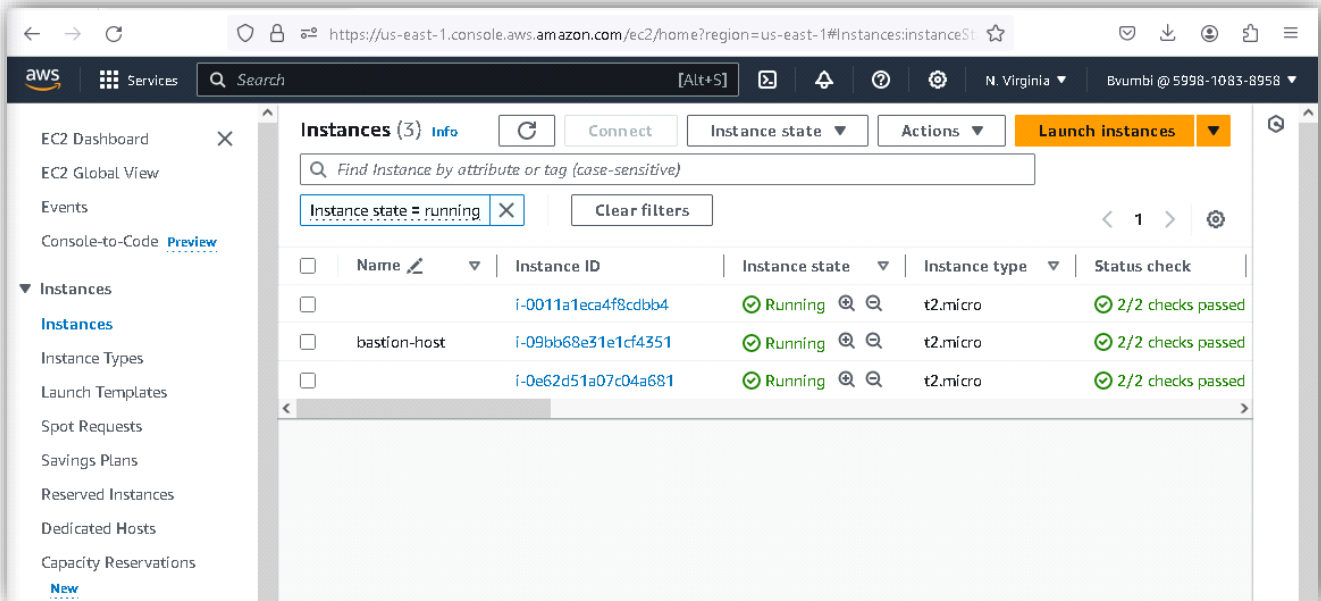 https://us-east-1.console.aws.amazon.com/ec2/home?region=us-east-1#Instances:instanceSt
aws Services Search [Alt+S] N. Virginia Bvumbi @ 5998-1083-8958
EC2 Dashboard
EC2 Global View
Events
Console-to-Code Preview
Instances
Instances
Instance Types
Launch Templates
Spot Requests
Savings Plans
Reserved Instances
Dedicated Hosts
Capacity Reservations
New
Instances (3) Info Connect Instance state Actions Launch instances
Find Instance by attribute or tag (case-sensitive)
Instance state = running Clear filters
1
Name Instance ID Instance state Instance type Status check
i-0011a1eca4f8cdbb4 Running t2.micro 2/2 checks passed
bastion-host i-09bb68e31e1cf4351 Running t2.micro 2/2 checks passed
i-0e62d51a07c04a681 Running t2.micro 2/2 checks passed